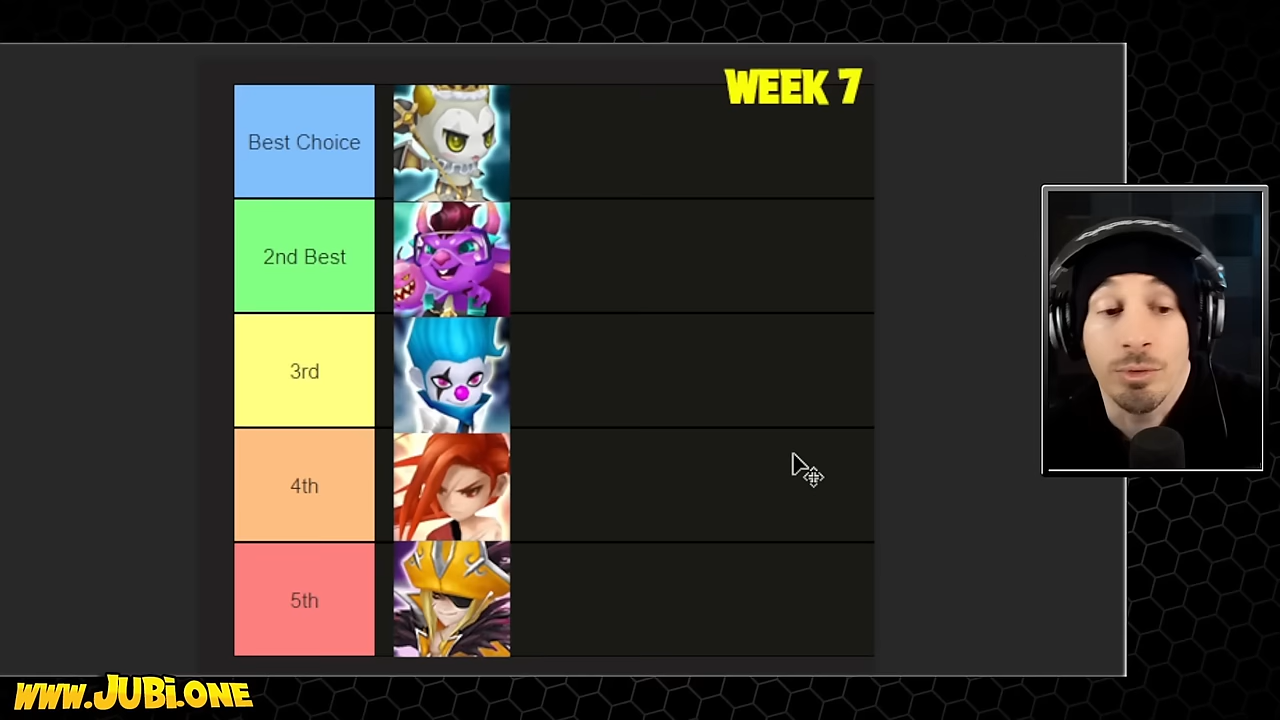 WEEK 7
Best Choice
2nd Best
3rd
4th
5th
WWW.JUBI.ONE